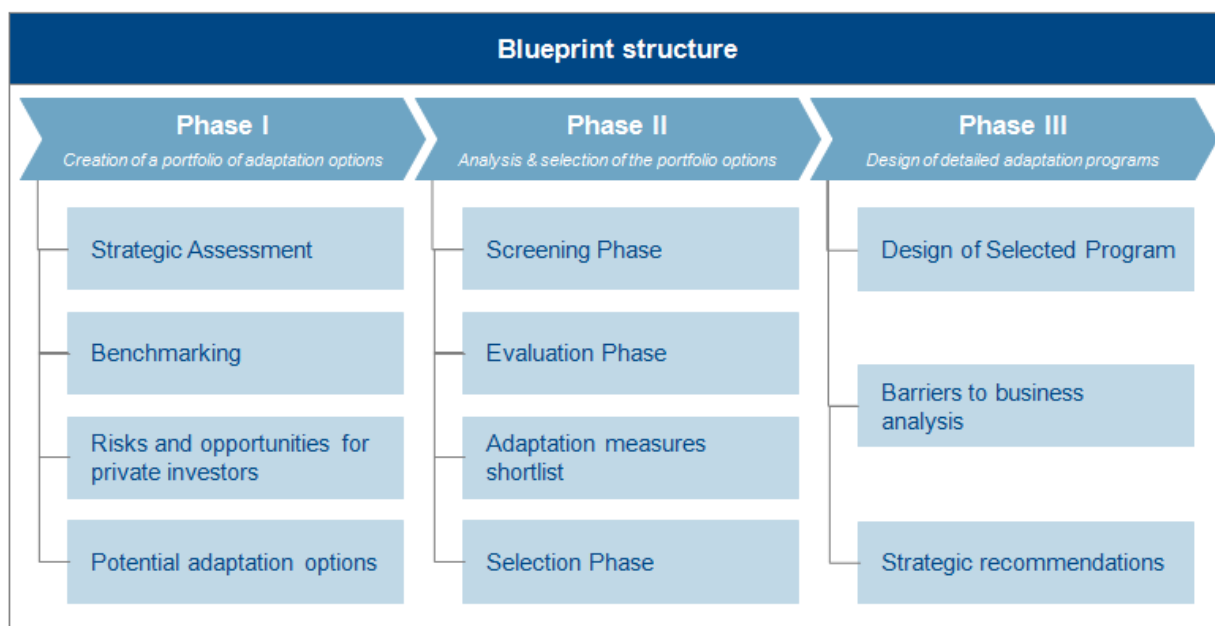 Blueprint structure
Phase I
Creation of a portfolio of adaptation options
Strategic Assessment
Benchmarking
Risks and opportunities for
private investors
Potential adaptation options
Phase II
Analysis & selection of the portfolio options
Screening Phase
Evaluation Phase
Adaptation measures
shortlist
Selection Phase
Phase III
Design of detailed adaptation programs
Design of Selected Program
Barriers to business
analysis
Strategic recommendations